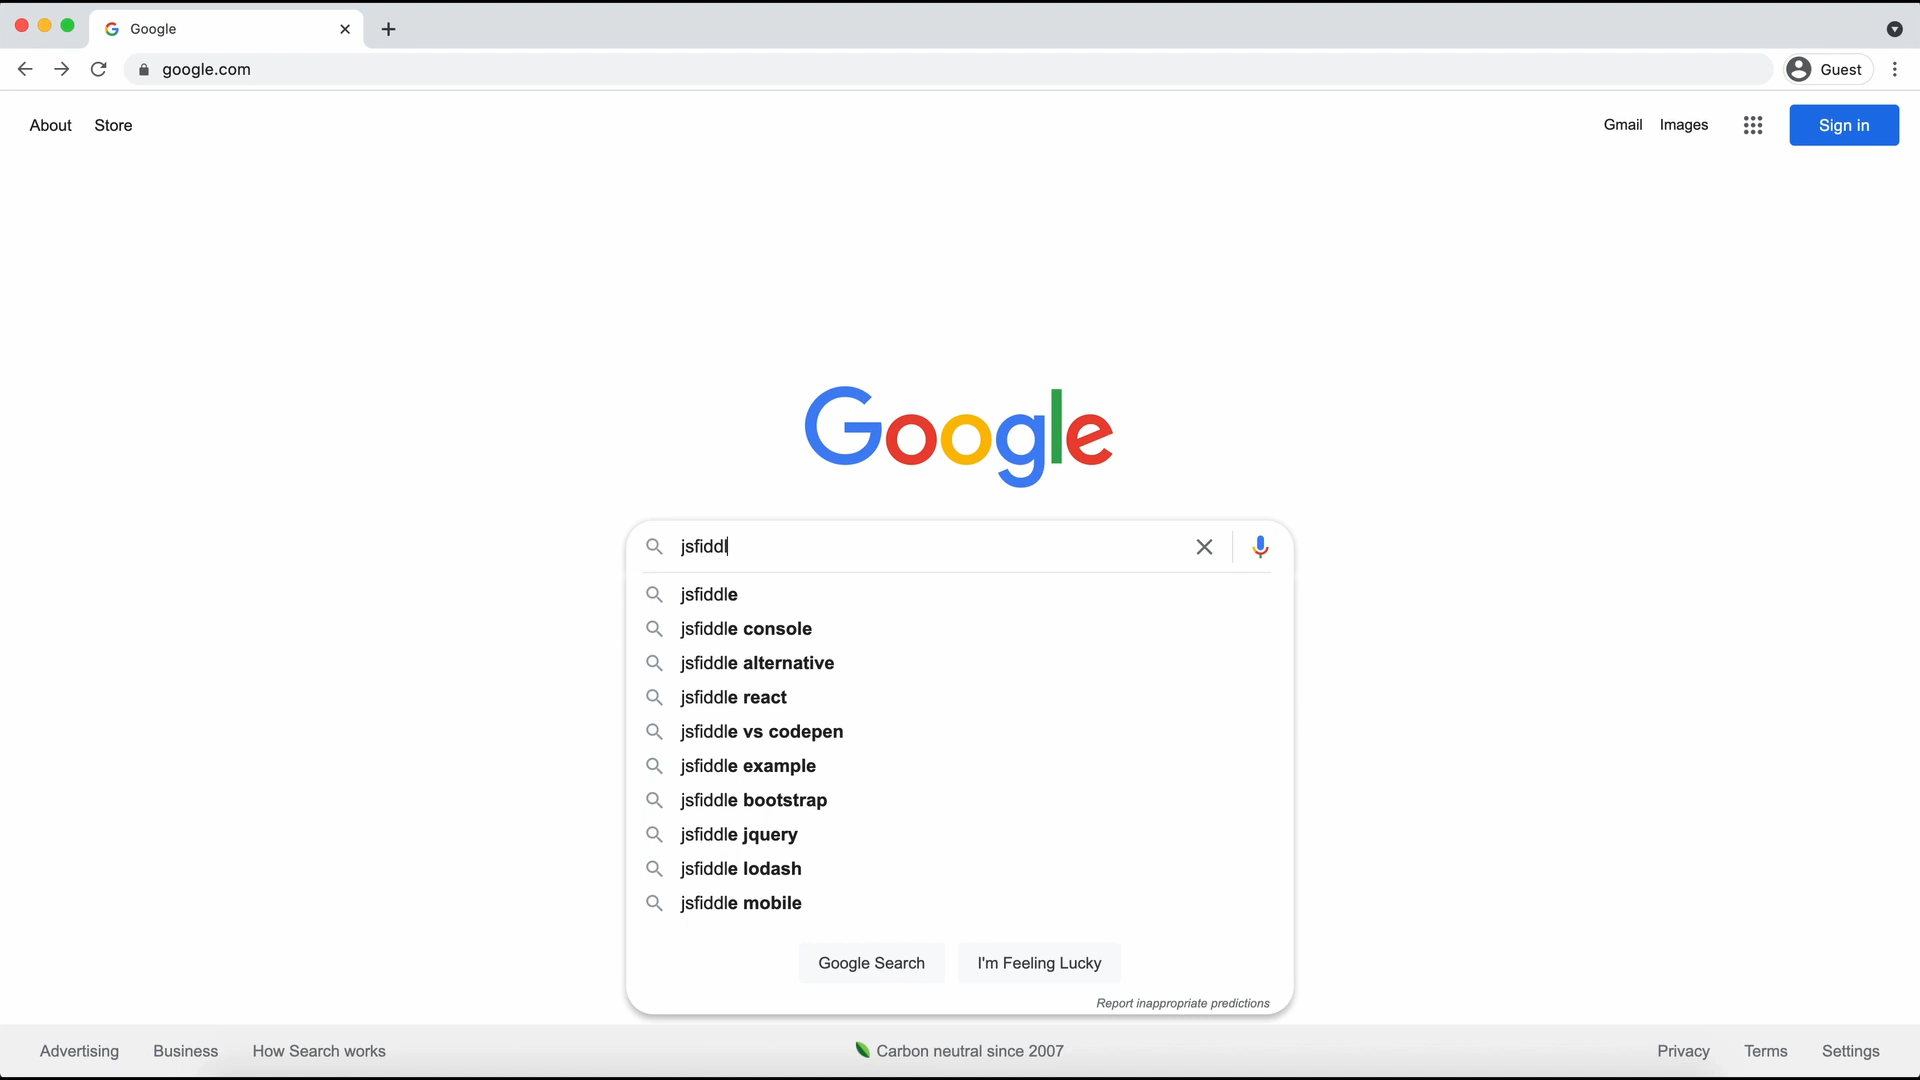 Google
google.com
Guest
About Store
Gmail Images Sign in
Google
jsfiddl
jsfiddle
jsfiddle console
jsfiddle alternative
jsfiddle react
jsfiddle vs codepen
jsfiddle example
jsfiddle bootstrap
jsfiddle jquery
jsfiddle lodash
jsfiddle mobile
Google Search I'm Feeling Lucky
Report inappropriate predictions
Advertising Business How Search works Carbon neutral since 2007 Privacy Terms Settings